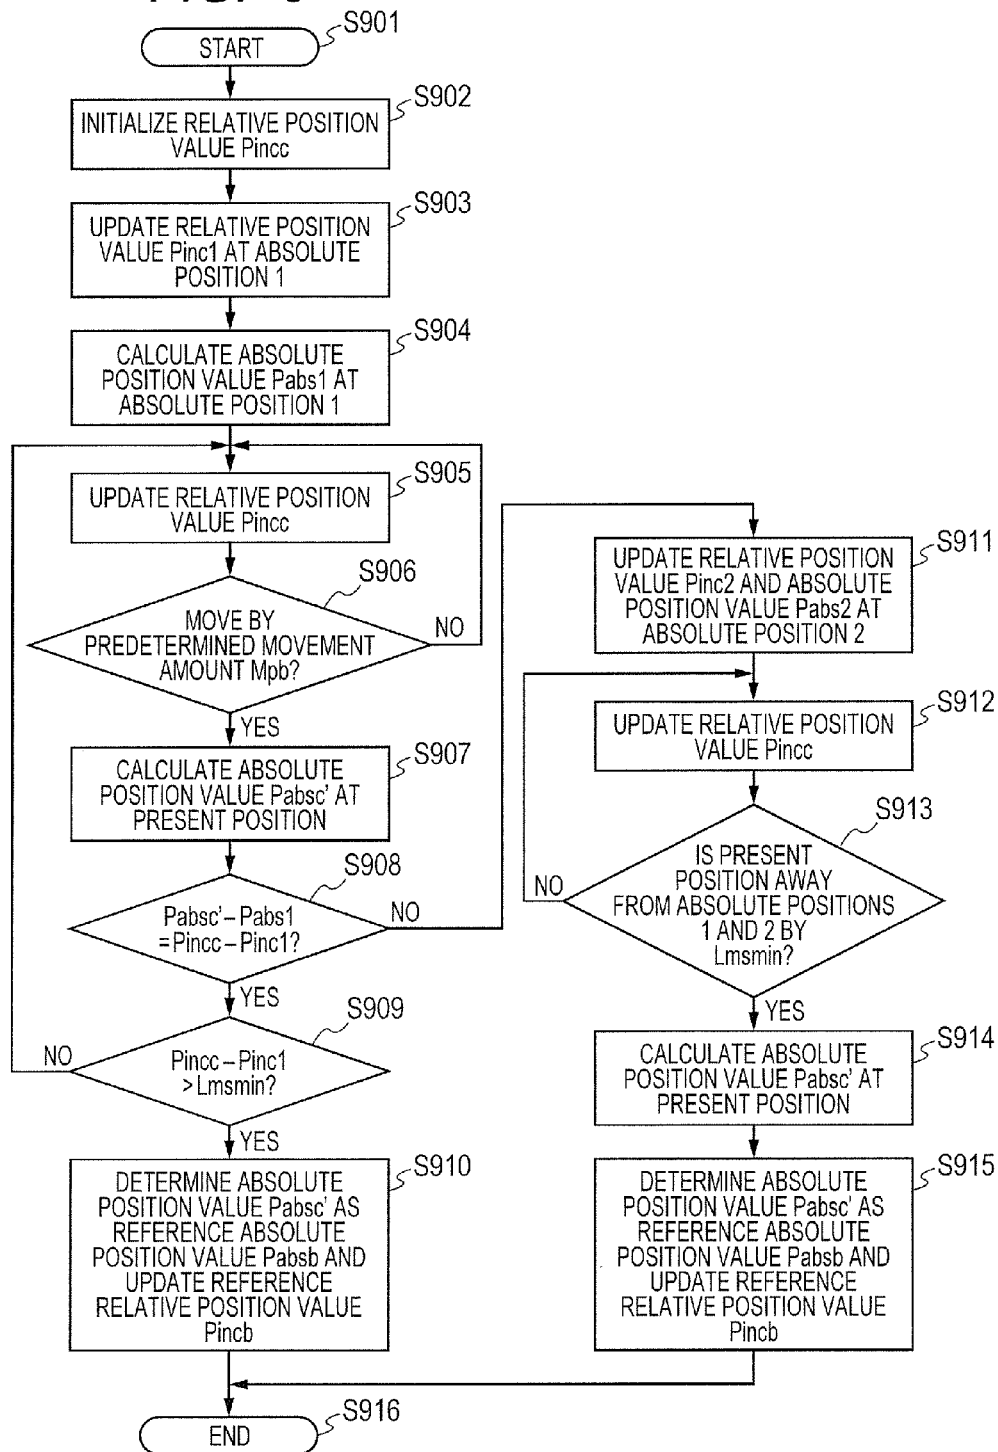 S901
START
S902
INITIALIZE RELATIVE POSITION
VALUE Pincc
S903
UPDATE RELATIVE POSITION
VALUE Pinc1 AT ABSOLUTE
POSITION 1
S904
CALCULATE ABSOLUTE
POSITION VALUE Pabs1 AT
ABSOLUTE POSITION 1
S905
UPDATE RELATIVE POSITION
VALUE Pincc
S906
MOVE BY
PREDETERMINED MOVEMENT
AMOUNT Mpb?
NO
YES
S907
CALCULATE ABSOLUTE
POSITION VALUE Pabsc' AT
PRESENT POSITION
S908
Pabsc' – Pabs1
= Pincc – Pinc1?
NO
YES
S909
Pincc – Pinc1
> Lmsmin?
NO
YES
S910
DETERMINE ABSOLUTE
POSITION VALUE Pabsc' AS
REFERENCE ABSOLUTE
POSITION VALUE Pabsb AND
UPDATE REFERENCE
RELATIVE POSITION VALUE
Pincb
S911
UPDATE RELATIVE POSITION
VALUE Pinc2 AND ABSOLUTE
POSITION VALUE Pabs2 AT
ABSOLUTE POSITION 2
S912
UPDATE RELATIVE POSITION
VALUE Pincc
S913
IS PRESENT
POSITION AWAY
FROM ABSOLUTE POSITIONS
1 AND 2 BY
Lmsmin?
NO
YES
S914
CALCULATE ABSOLUTE
POSITION VALUE Pabsc' AT
PRESENT POSITION
S915
DETERMINE ABSOLUTE
POSITION VALUE Pabsc' AS
REFERENCE ABSOLUTE
POSITION VALUE Pabsb AND
UPDATE REFERENCE
RELATIVE POSITION VALUE
Pincb
S916
END